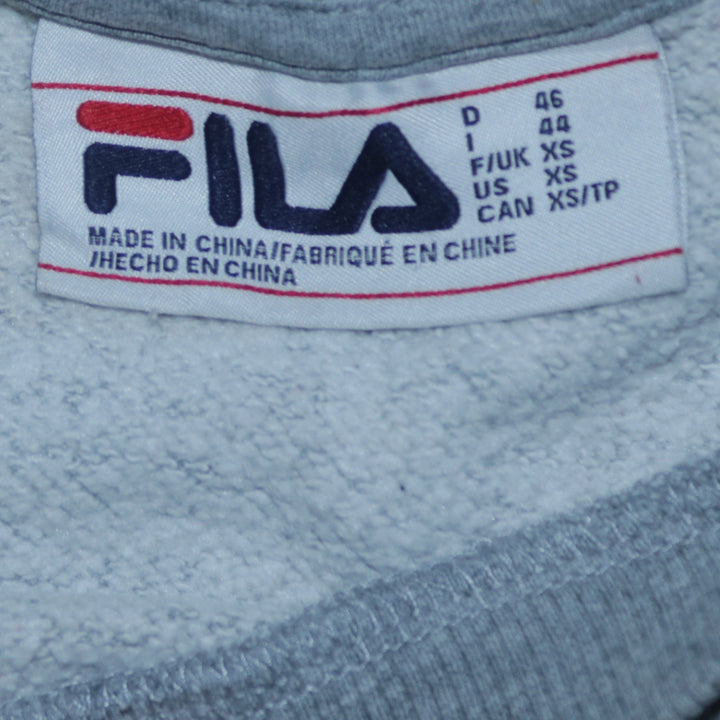 FILA
D 46
I 44
F/UK XS
US XS
CAN XS/TP
MADE IN CHINA/FABRIQUÉ EN CHINE
/HECHO EN CHINA